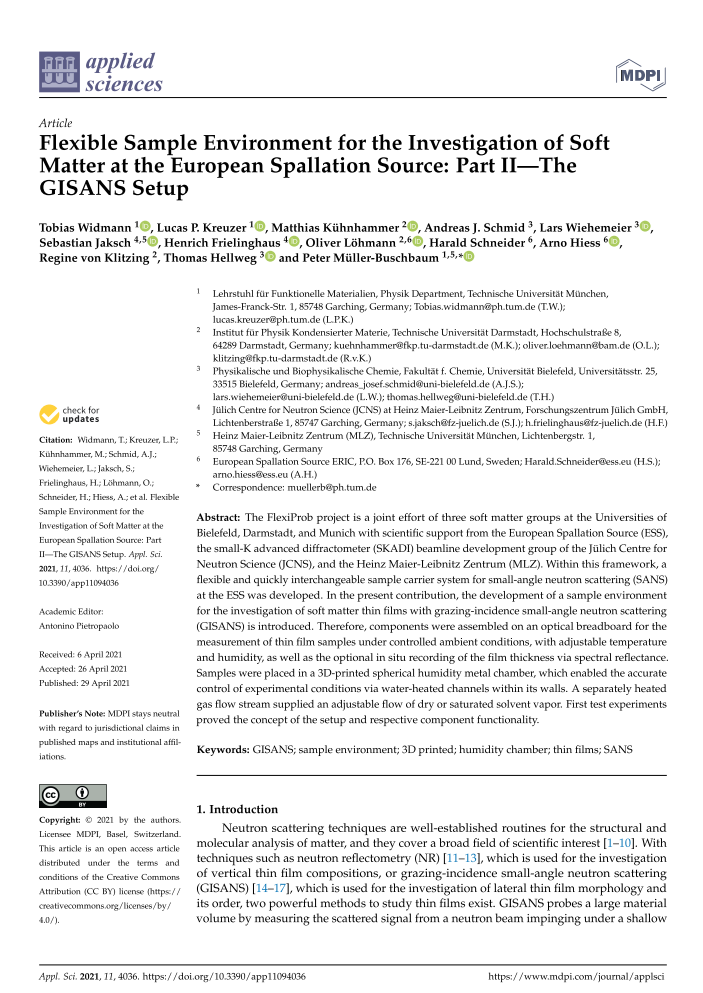 applied
sciences
MDPI
Article
Flexible Sample Environment for the Investigation of Soft
Matter at the European Spallation Source: Part II—The
GISANS Setup
Tobias Widmann 1, Lucas P. Kreuzer 1, Matthias Kühnhammer 2, Andreas J. Schmid 3, Lars Wiehemeier 3,
Sebastian Jaksch 4,5, Henrich Frielinghaus 4, Oliver Löhmann 2,6, Harald Schneider 6, Arno Hiess 6,
Regine von Klitzing 2, Thomas Hellweg 3 and Peter Müller-Buschbaum 1,5,*
1 Lehrstuhl für Funktionelle Materialien, Physik Department, Technische Universität München,
James-Franck-Str. 1, 85748 Garching, Germany; Tobias.widmann@ph.tum.de (T.W.);
lucas.kreuzer@ph.tum.de (L.P.K.)
2 Institut für Physik Kondensierter Materie, Technische Universität Darmstadt, Hochschulstraße 8,
64289 Darmstadt, Germany; kuehnhammer@fkp.tu-darmstadt.de (M.K.); oliver.loehmann@bam.de (O.L.);
klitzing@fkp.tu-darmstadt.de (R.v.K.)
3 Physikalische und Biophysikalische Chemie, Fakultät f. Chemie, Universität Bielefeld, Universitätsstr. 25,
33515 Bielefeld, Germany; andreas_josef.schmid@uni-bielefeld.de (A.J.S.);
lars.wiehemeier@uni-bielefeld.de (L.W.); thomas.hellweg@uni-bielefeld.de (T.H.)
4 Jülich Centre for Neutron Science (JCNS) at Heinz Maier-Leibnitz Zentrum, Forschungszentrum Jülich GmbH,
Lichtenberstraße 1, 85747 Garching, Germany; s.jaksch@fz-juelich.de (S.J.); h.frielinghaus@fz-juelich.de (H.F.)
5 Heinz Maier-Leibnitz Zentrum (MLZ), Technische Universität München, Lichtenbergstr. 1,
85748 Garching, Germany
6 European Spallation Source ERIC, P.O. Box 176, SE-221 00 Lund, Sweden; Harald.Schneider@ess.eu (H.S.);
arno.hiess@ess.eu (A.H.)
* Correspondence: muellerb@ph.tum.de
check for
updates
Citation: Widmann, T.; Kreuzer, L.P.;
Kühnhammer, M.; Schmid, A.J.;
Wiehemeier, L.; Jaksch, S.;
Frielinghaus, H.; Löhmann, O.;
Schneider, H.; Hiess, A.; et al. Flexible
Sample Environment for the
Investigation of Soft Matter at the
European Spallation Source: Part
II—The GISANS Setup. Appl. Sci.
2021, 11, 4036. https://doi.org/
10.3390/app11094036
Academic Editor:
Antonino Pietropaolo
Received: 6 April 2021
Accepted: 26 April 2021
Published: 29 April 2021
Publisher's Note: MDPI stays neutral
with regard to jurisdictional claims in
published maps and institutional affil-
iations.
cc BY
Copyright: © 2021 by the authors.
Licensee MDPI, Basel, Switzerland.
This article is an open access article
distributed under the terms and
conditions of the Creative Commons
Attribution (CC BY) license (https://
creativecommons.org/licenses/by/
4.0/).
Abstract: The FlexiProb project is a joint effort of three soft matter groups at the Universities of
Bielefeld, Darmstadt, and Munich with scientific support from the European Spallation Source (ESS),
the small-K advanced diffractometer (SKADI) beamline development group of the Jülich Centre for
Neutron Science (JCNS), and the Heinz Maier-Leibnitz Zentrum (MLZ). Within this framework, a
flexible and quickly interchangeable sample carrier system for small-angle neutron scattering (SANS)
at the ESS was developed. In the present contribution, the development of a sample environment
for the investigation of soft matter thin films with grazing-incidence small-angle neutron scattering
(GISANS) is introduced. Therefore, components were assembled on an optical breadboard for the
measurement of thin film samples under controlled ambient conditions, with adjustable temperature
and humidity, as well as the optional in situ recording of the film thickness via spectral reflectance.
Samples were placed in a 3D-printed spherical humidity metal chamber, which enabled the accurate
control of experimental conditions via water-heated channels within its walls. A separately heated
gas flow stream supplied an adjustable flow of dry or saturated solvent vapor. First test experiments
proved the concept of the setup and respective component functionality.
Keywords: GISANS; sample environment; 3D printed; humidity chamber; thin films; SANS
1. Introduction
Neutron scattering techniques are well-established routines for the structural and
molecular analysis of matter, and they cover a broad field of scientific interest [1–10]. With
techniques such as neutron reflectometry (NR) [11–13], which is used for the investigation
of vertical thin film compositions, or grazing-incidence small-angle neutron scattering
(GISANS) [14–17], which is used for the investigation of lateral thin film morphology and
its order, two powerful methods to study thin films exist. GISANS probes a large material
volume by measuring the scattered signal from a neutron beam impinging under a shallow
Appl. Sci. 2021, 11, 4036. https://doi.org/10.3390/app11094036
https://www.mdpi.com/journal/applsci